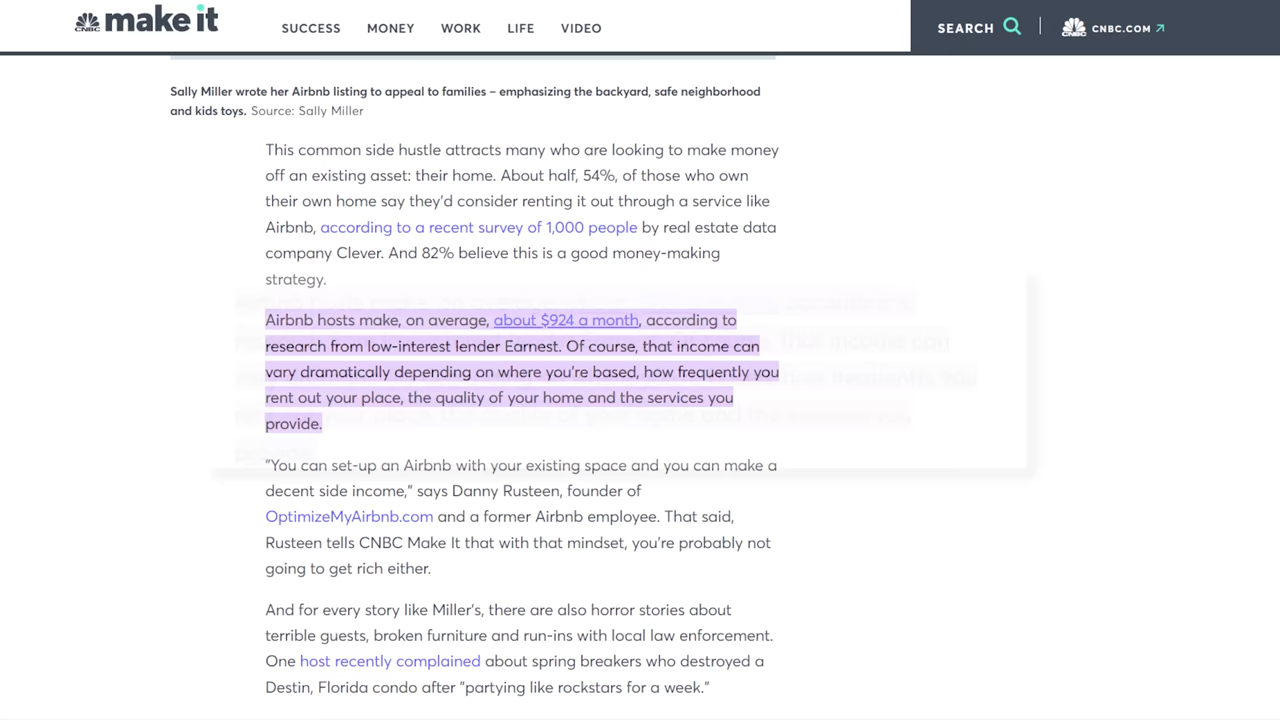 CNBC make it
SUCCESS MONEY WORK LIFE VIDEO
SEARCH
CNBC CNBC.COM
Sally Miller wrote her Airbnb listing to appeal to families – emphasizing the backyard, safe neighborhood
and kids toys. Source: Sally Miller
This common side hustle attracts many who are looking to make money
off an existing asset: their home. About half, 54%, of those who own
their own home say they'd consider renting it out through a service like
Airbnb, according to a recent survey of 1,000 people by real estate data
company Clever. And 82% believe this is a good money-making
strategy.
Airbnb hosts make, on average, about $924 a month, according to
research from low-interest lender Earnest. Of course, that income can
vary dramatically depending on where you're based, how frequently you
rent out your place, the quality of your home and the services you
provide.
"You can set-up an Airbnb with your existing space and you can make a
decent side income," says Danny Rusteen, founder of
OptimizeMyAirbnb.com and a former Airbnb employee. That said,
Rusteen tells CNBC Make It that with that mindset, you're probably not
going to get rich either.
And for every story like Miller's, there are also horror stories about
terrible guests, broken furniture and run-ins with local law enforcement.
One host recently complained about spring breakers who destroyed a
Destin, Florida condo after "partying like rockstars for a week."